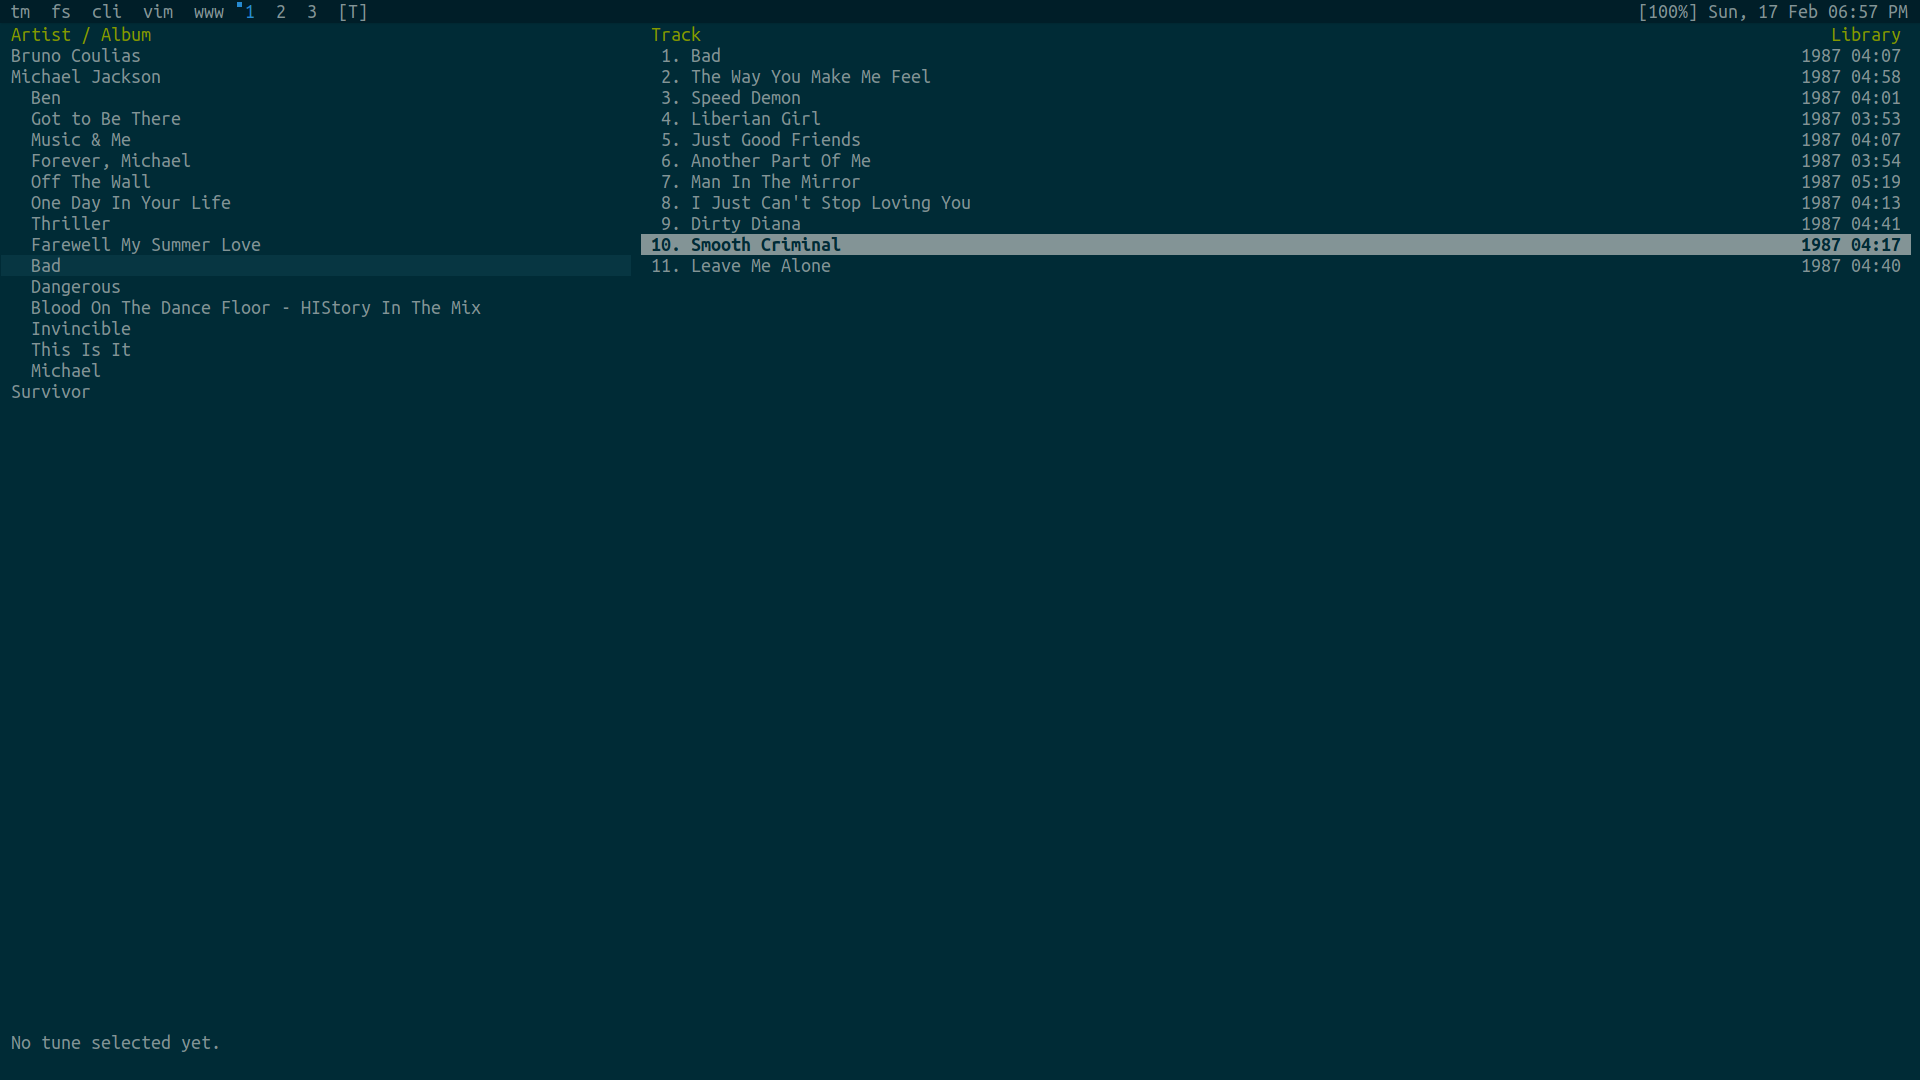 tm fs cli vim www 1 2 3 [T] [100%] Sun, 17 Feb 06:57 PM
Artist / Album
Bruno Coulias
Michael Jackson
Ben
Got to Be There
Music & Me
Forever, Michael
Off The Wall
One Day In Your Life
Thriller
Farewell My Summer Love
Bad
Dangerous
Blood On The Dance Floor - HIStory In The Mix
Invincible
This Is It
Michael
Survivor
Track Library
1. Bad 1987 04:07
2. The Way You Make Me Feel 1987 04:58
3. Speed Demon 1987 04:01
4. Liberian Girl 1987 03:53
5. Just Good Friends 1987 04:07
6. Another Part Of Me 1987 03:54
7. Man In The Mirror 1987 05:19
8. I Just Can't Stop Loving You 1987 04:13
9. Dirty Diana 1987 04:41
10. Smooth Criminal 1987 04:17
11. Leave Me Alone 1987 04:40
No tune selected yet.